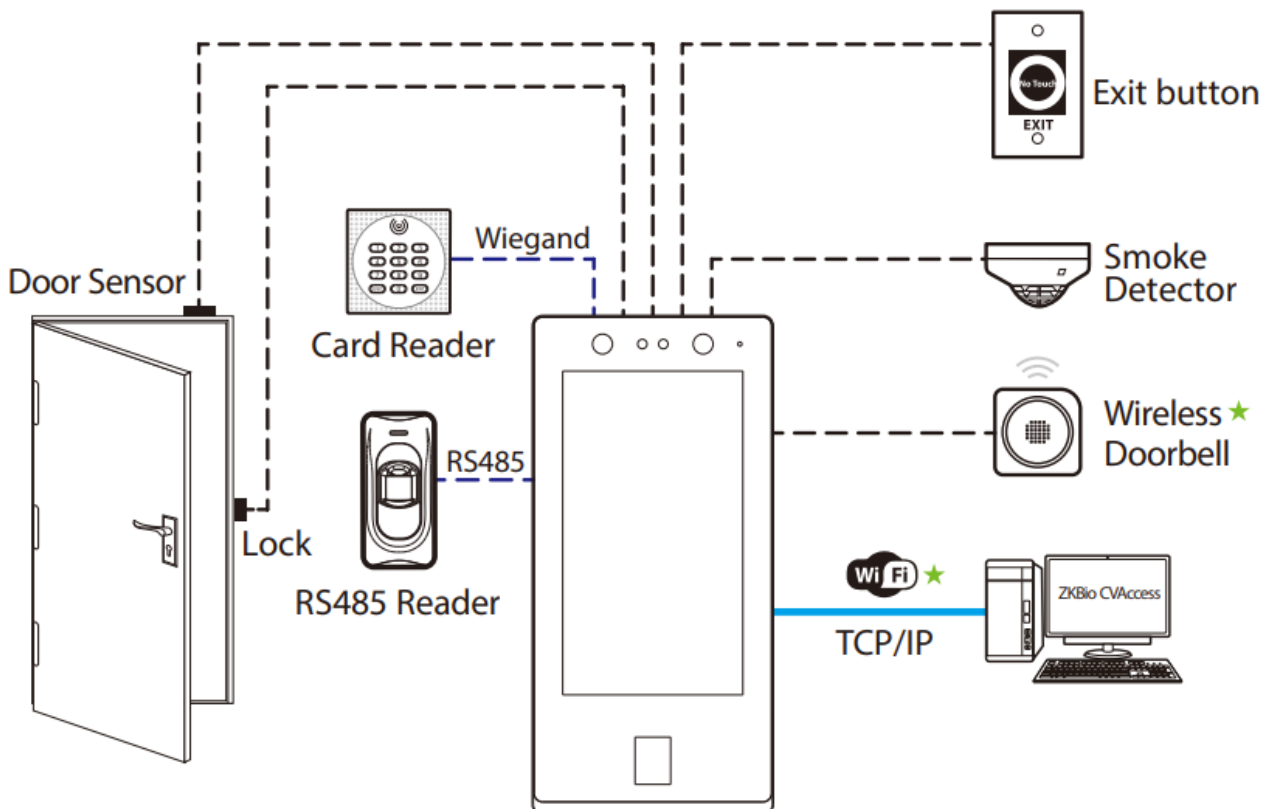 No Touch
EXIT
Exit button
Wiegand
Smoke
Detector
Door Sensor
Card Reader
Wireless
Doorbell
RS485
Lock
RS485 Reader
WiFi
ZKBio CVAccess
TCP/IP